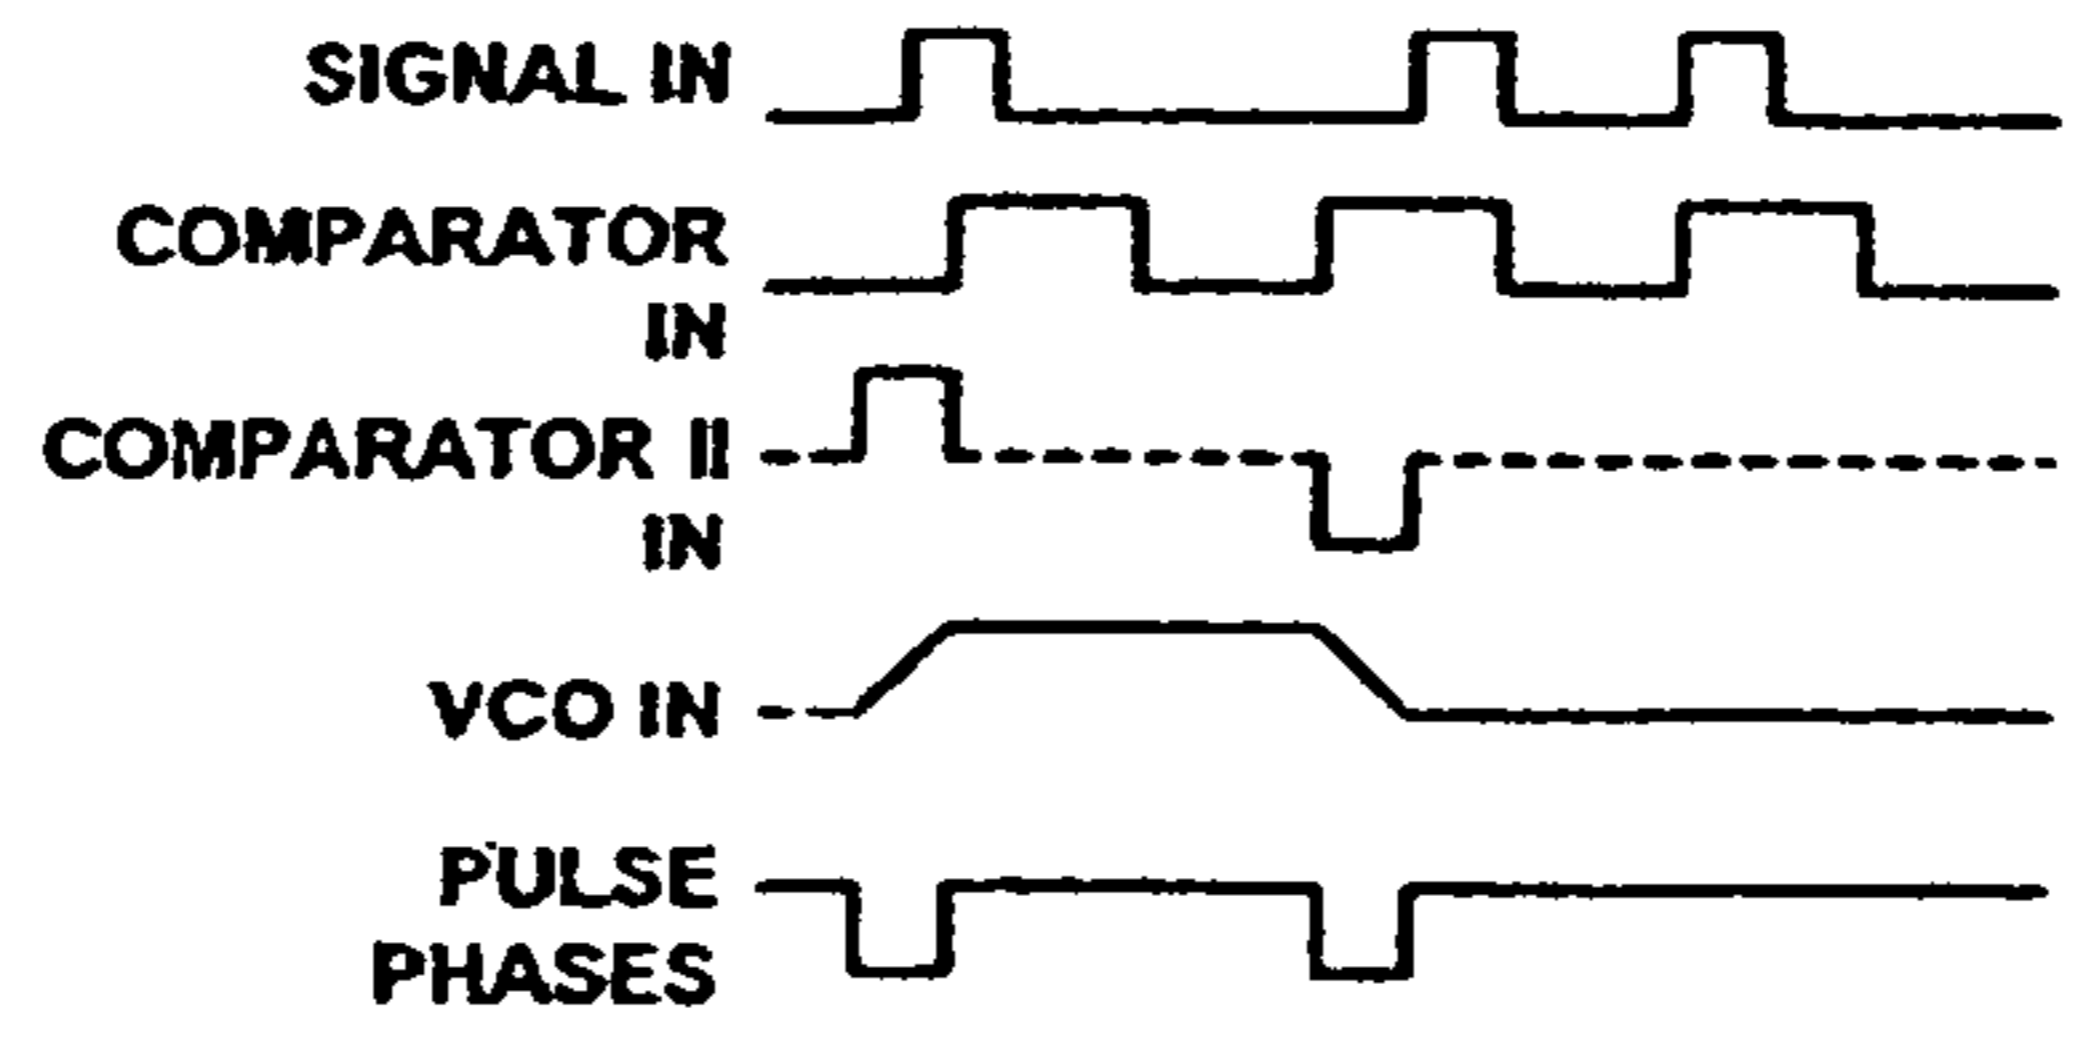 SIGNAL IN
COMPARATOR
IN
COMPARATOR II
IN
VCO IN
PULSE
PHASES